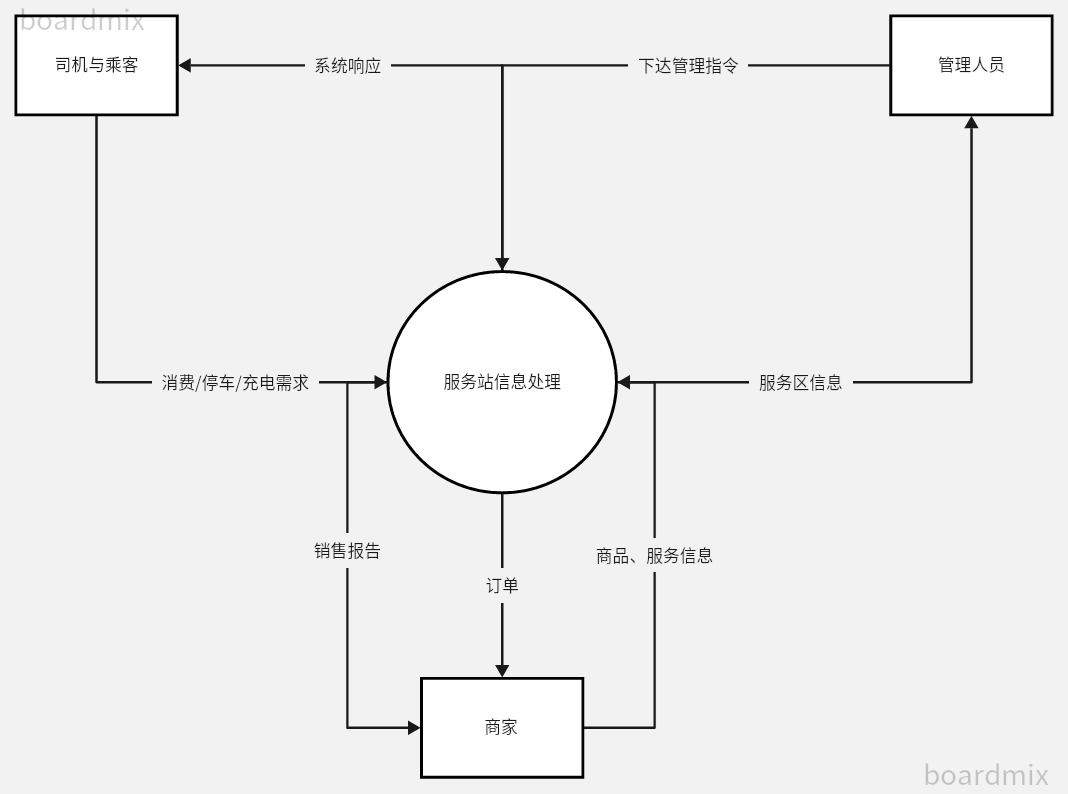 boardmix
司机与乘客
系统响应
下达管理指令
管理人员
消费/停车/充电需求
服务站信息处理
服务区信息
销售报告
订单
商品、服务信息
商家
boardmix